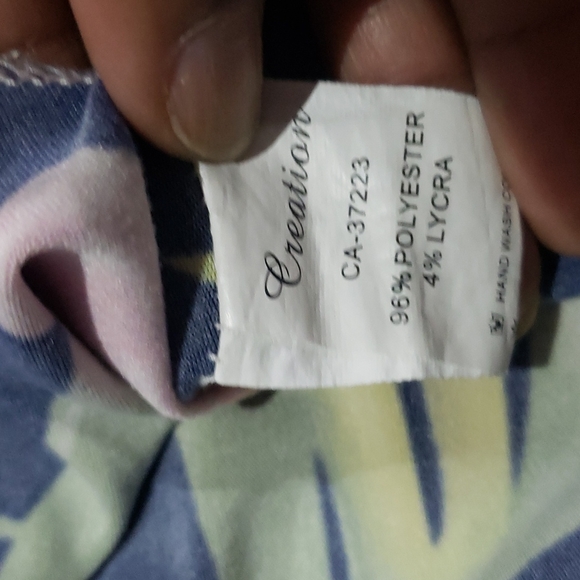 Creation
CA-37223
96% POLYESTER
4% LYCRA
HAND WASH